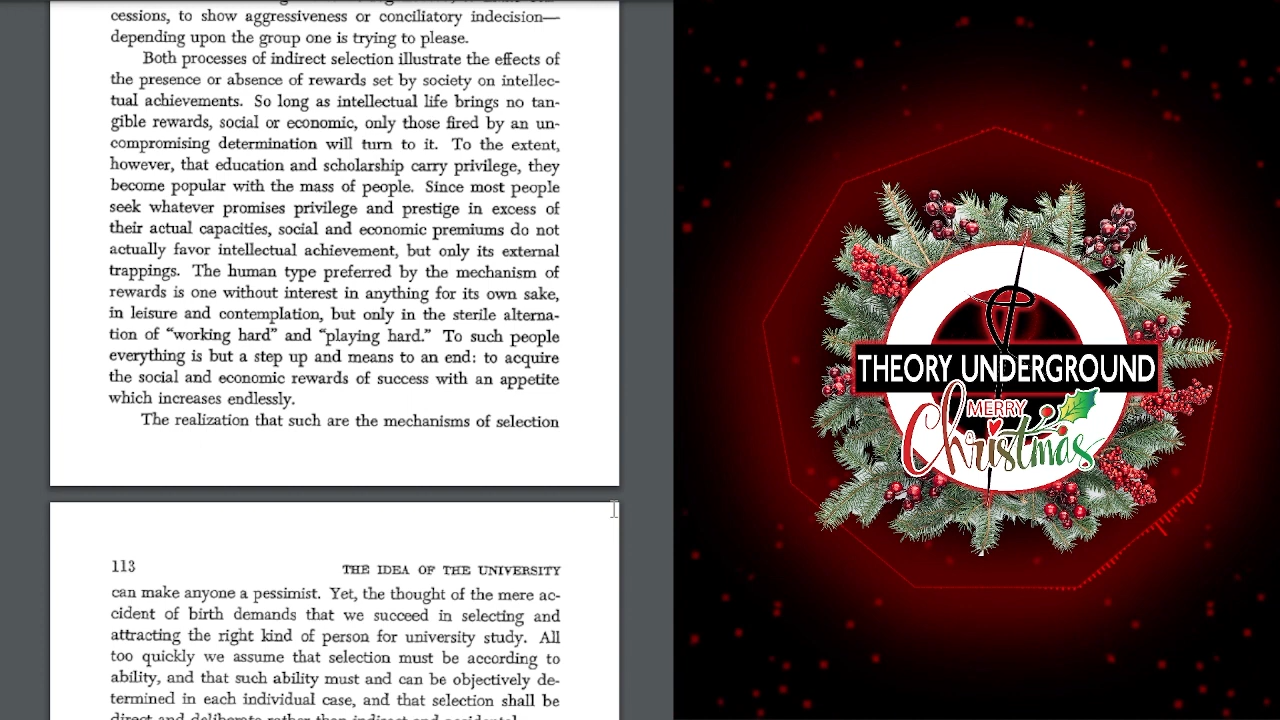 cessions, to show aggressiveness or conciliatory indecision—
depending upon the group one is trying to please.
Both processes of indirect selection illustrate the effects of
the presence or absence of rewards set by society on intellec-
tual achievements. So long as intellectual life brings no tan-
gible rewards, social or economic, only those fired by an un-
compromising determination will turn to it. To the extent,
however, that education and scholarship carry privilege, they
become popular with the mass of people. Since most people
seek whatever promises privilege and prestige in excess of
their actual capacities, social and economic premiums do not
actually favor intellectual achievement, but only its external
trappings. The human type preferred by the mechanism of
rewards is one without interest in anything for its own sake,
in leisure and contemplation, but only in the sterile alterna-
tion of “working hard” and “playing hard.” To such people
everything is but a step up and means to an end: to acquire
the social and economic rewards of success with an appetite
which increases endlessly.
The realization that such are the mechanisms of selection
113 THE IDEA OF THE UNIVERSITY
can make anyone a pessimist. Yet, the thought of the mere ac-
cident of birth demands that we succeed in selecting and
attracting the right kind of person for university study. All
too quickly we assume that selection must be according to
ability, and that such ability must and can be objectively de-
termined in each individual case, and that selection shall be
direct and deliberate rather than indirect and accidental.
THEORY UNDERGROUND
MERRY
Christmas